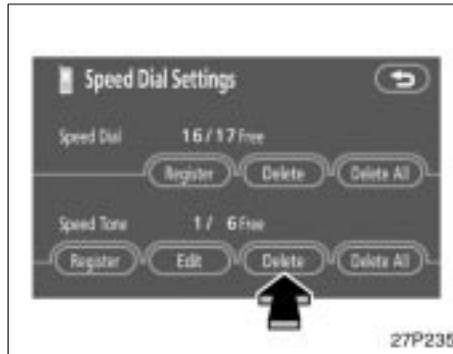 Speed Dial Settings
Speed Dial 16/17 Free
Register Delete Delete All
Speed Tone 1/ 6 Free
Register Edit Delete Delete All
27P235